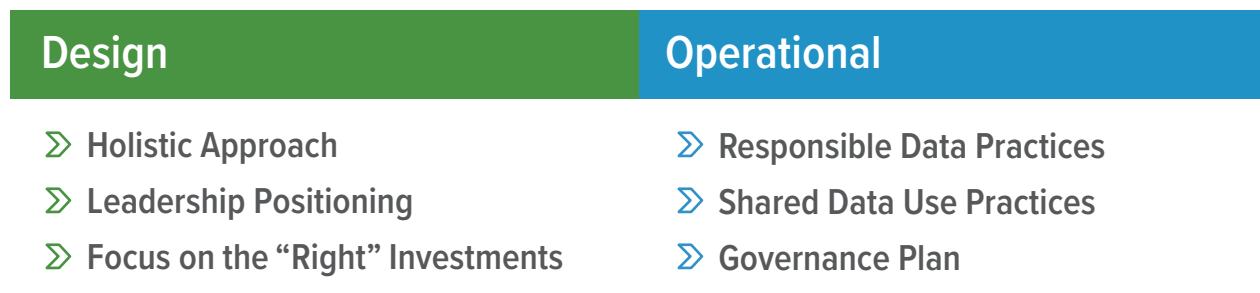 Design
Holistic Approach
Leadership Positioning
Focus on the “Right” Investments
Operational
Responsible Data Practices
Shared Data Use Practices
Governance Plan